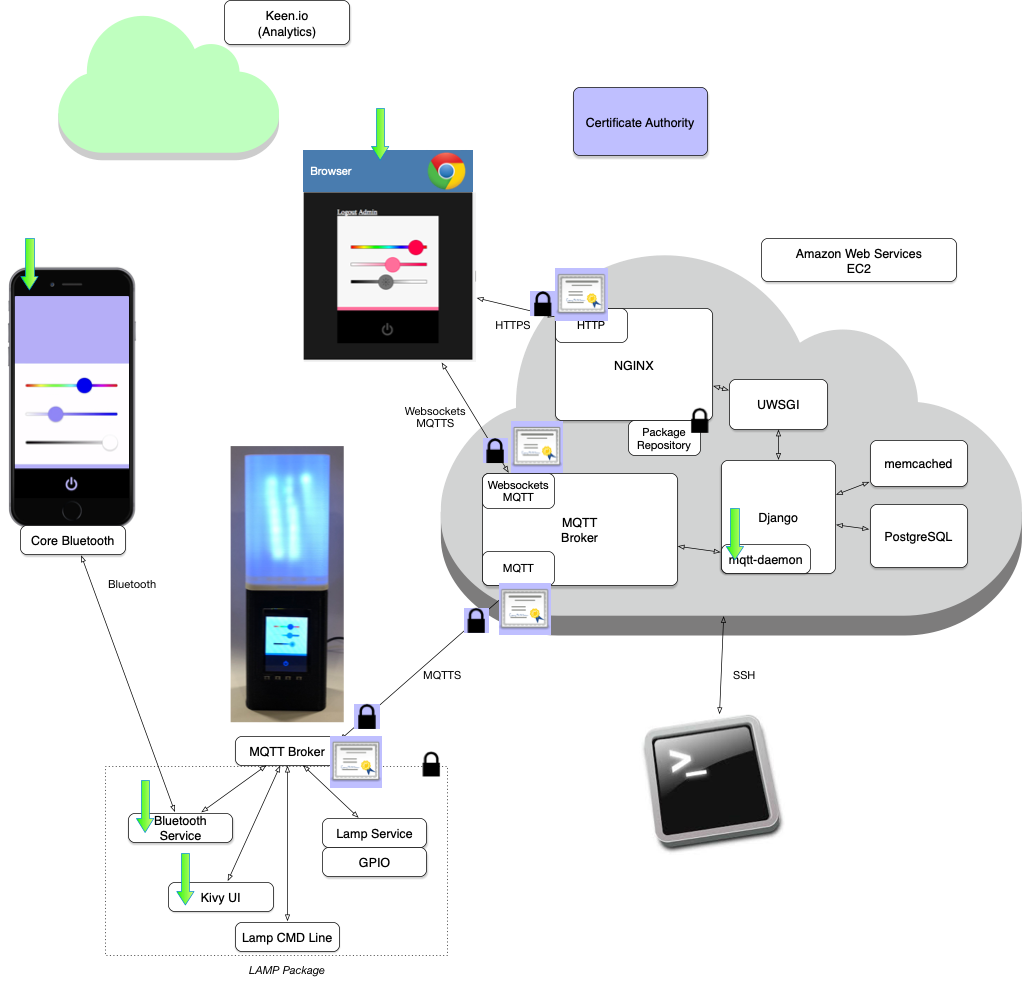 Keen.io
(Analytics)
Certificate Authority
Browser
Logout Admin
Amazon Web Services
EC2
HTTPS
HTTP
NGINX
UWSGI
Websockets
MQTTS
Package
Repository
memcached
Websockets
MQTT
MQTT
Broker
Django
PostgreSQL
mqtt-daemon
MQTT
Core Bluetooth
Bluetooth
MQTTS
SSH
>_
MQTT Broker
Bluetooth
Service
Lamp Service
GPIO
Kivy UI
Lamp CMD Line
LAMP Package